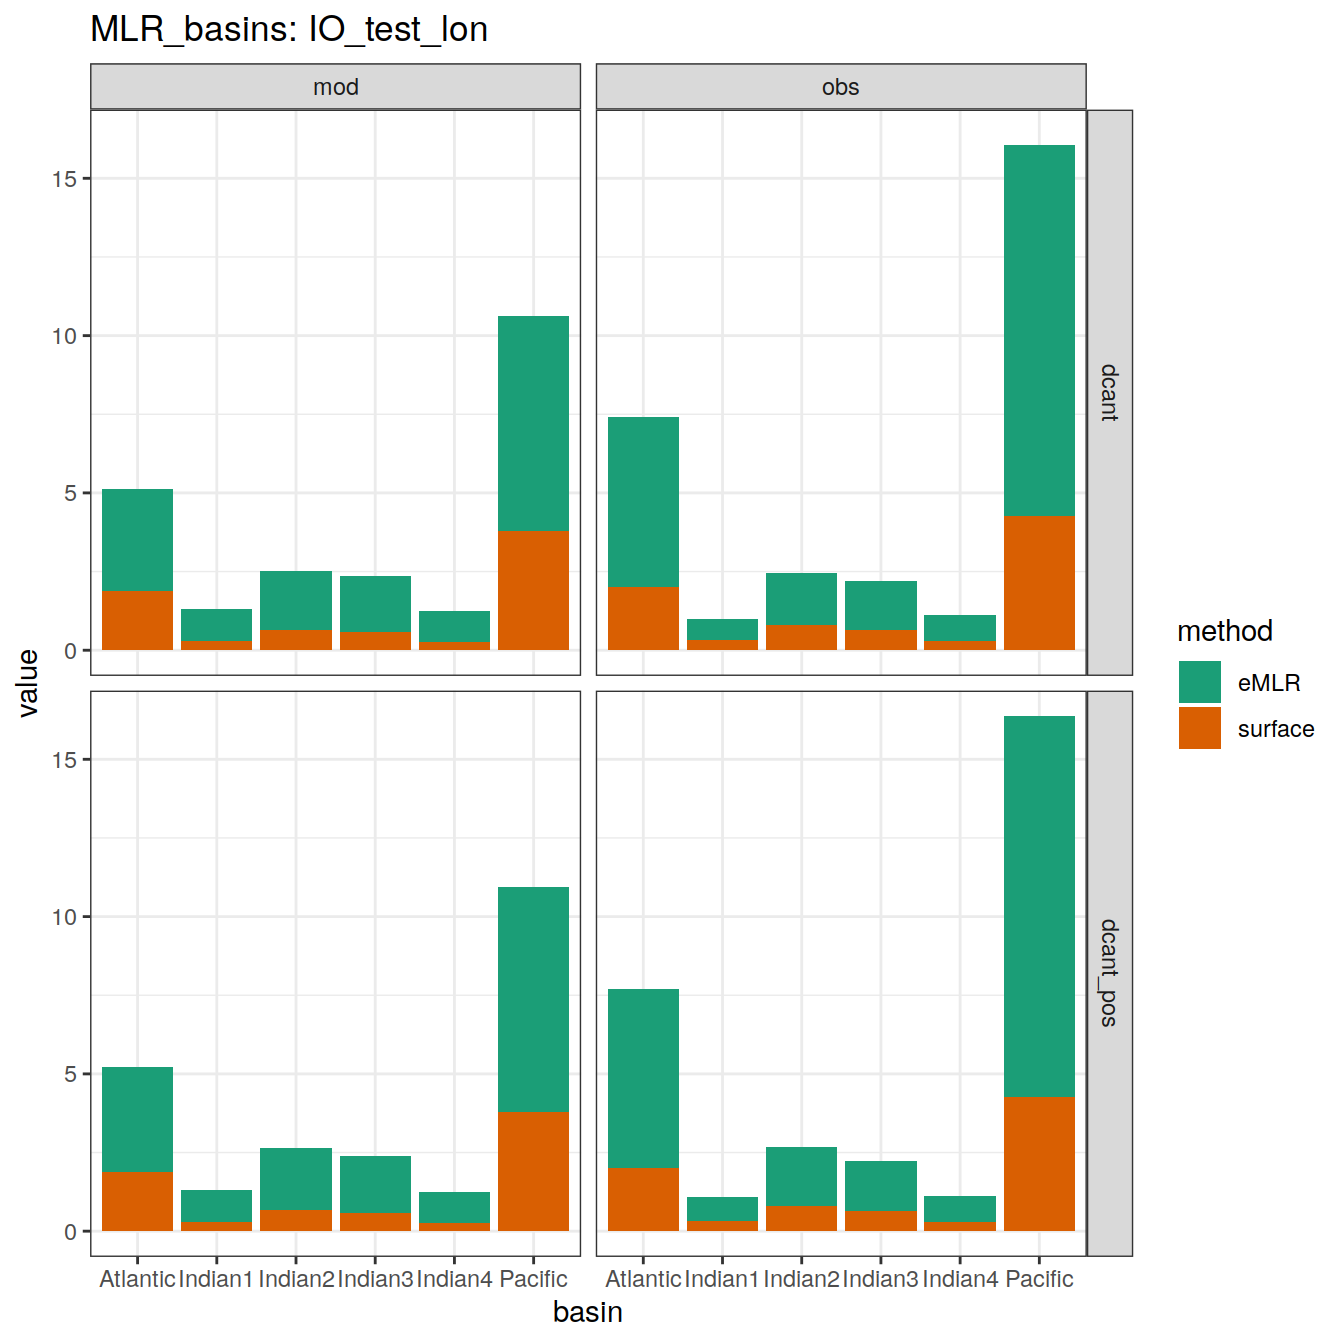 MLR_basins: IO_test_lon
mod
obs
15
10
5
0
dcant
value
15
10
5
0
dcant_pos
Atlantic Indian1 Indian2 Indian3 Indian4 Pacific
Atlantic Indian1 Indian2 Indian3 Indian4 Pacific
basin
method
eMLR
surface